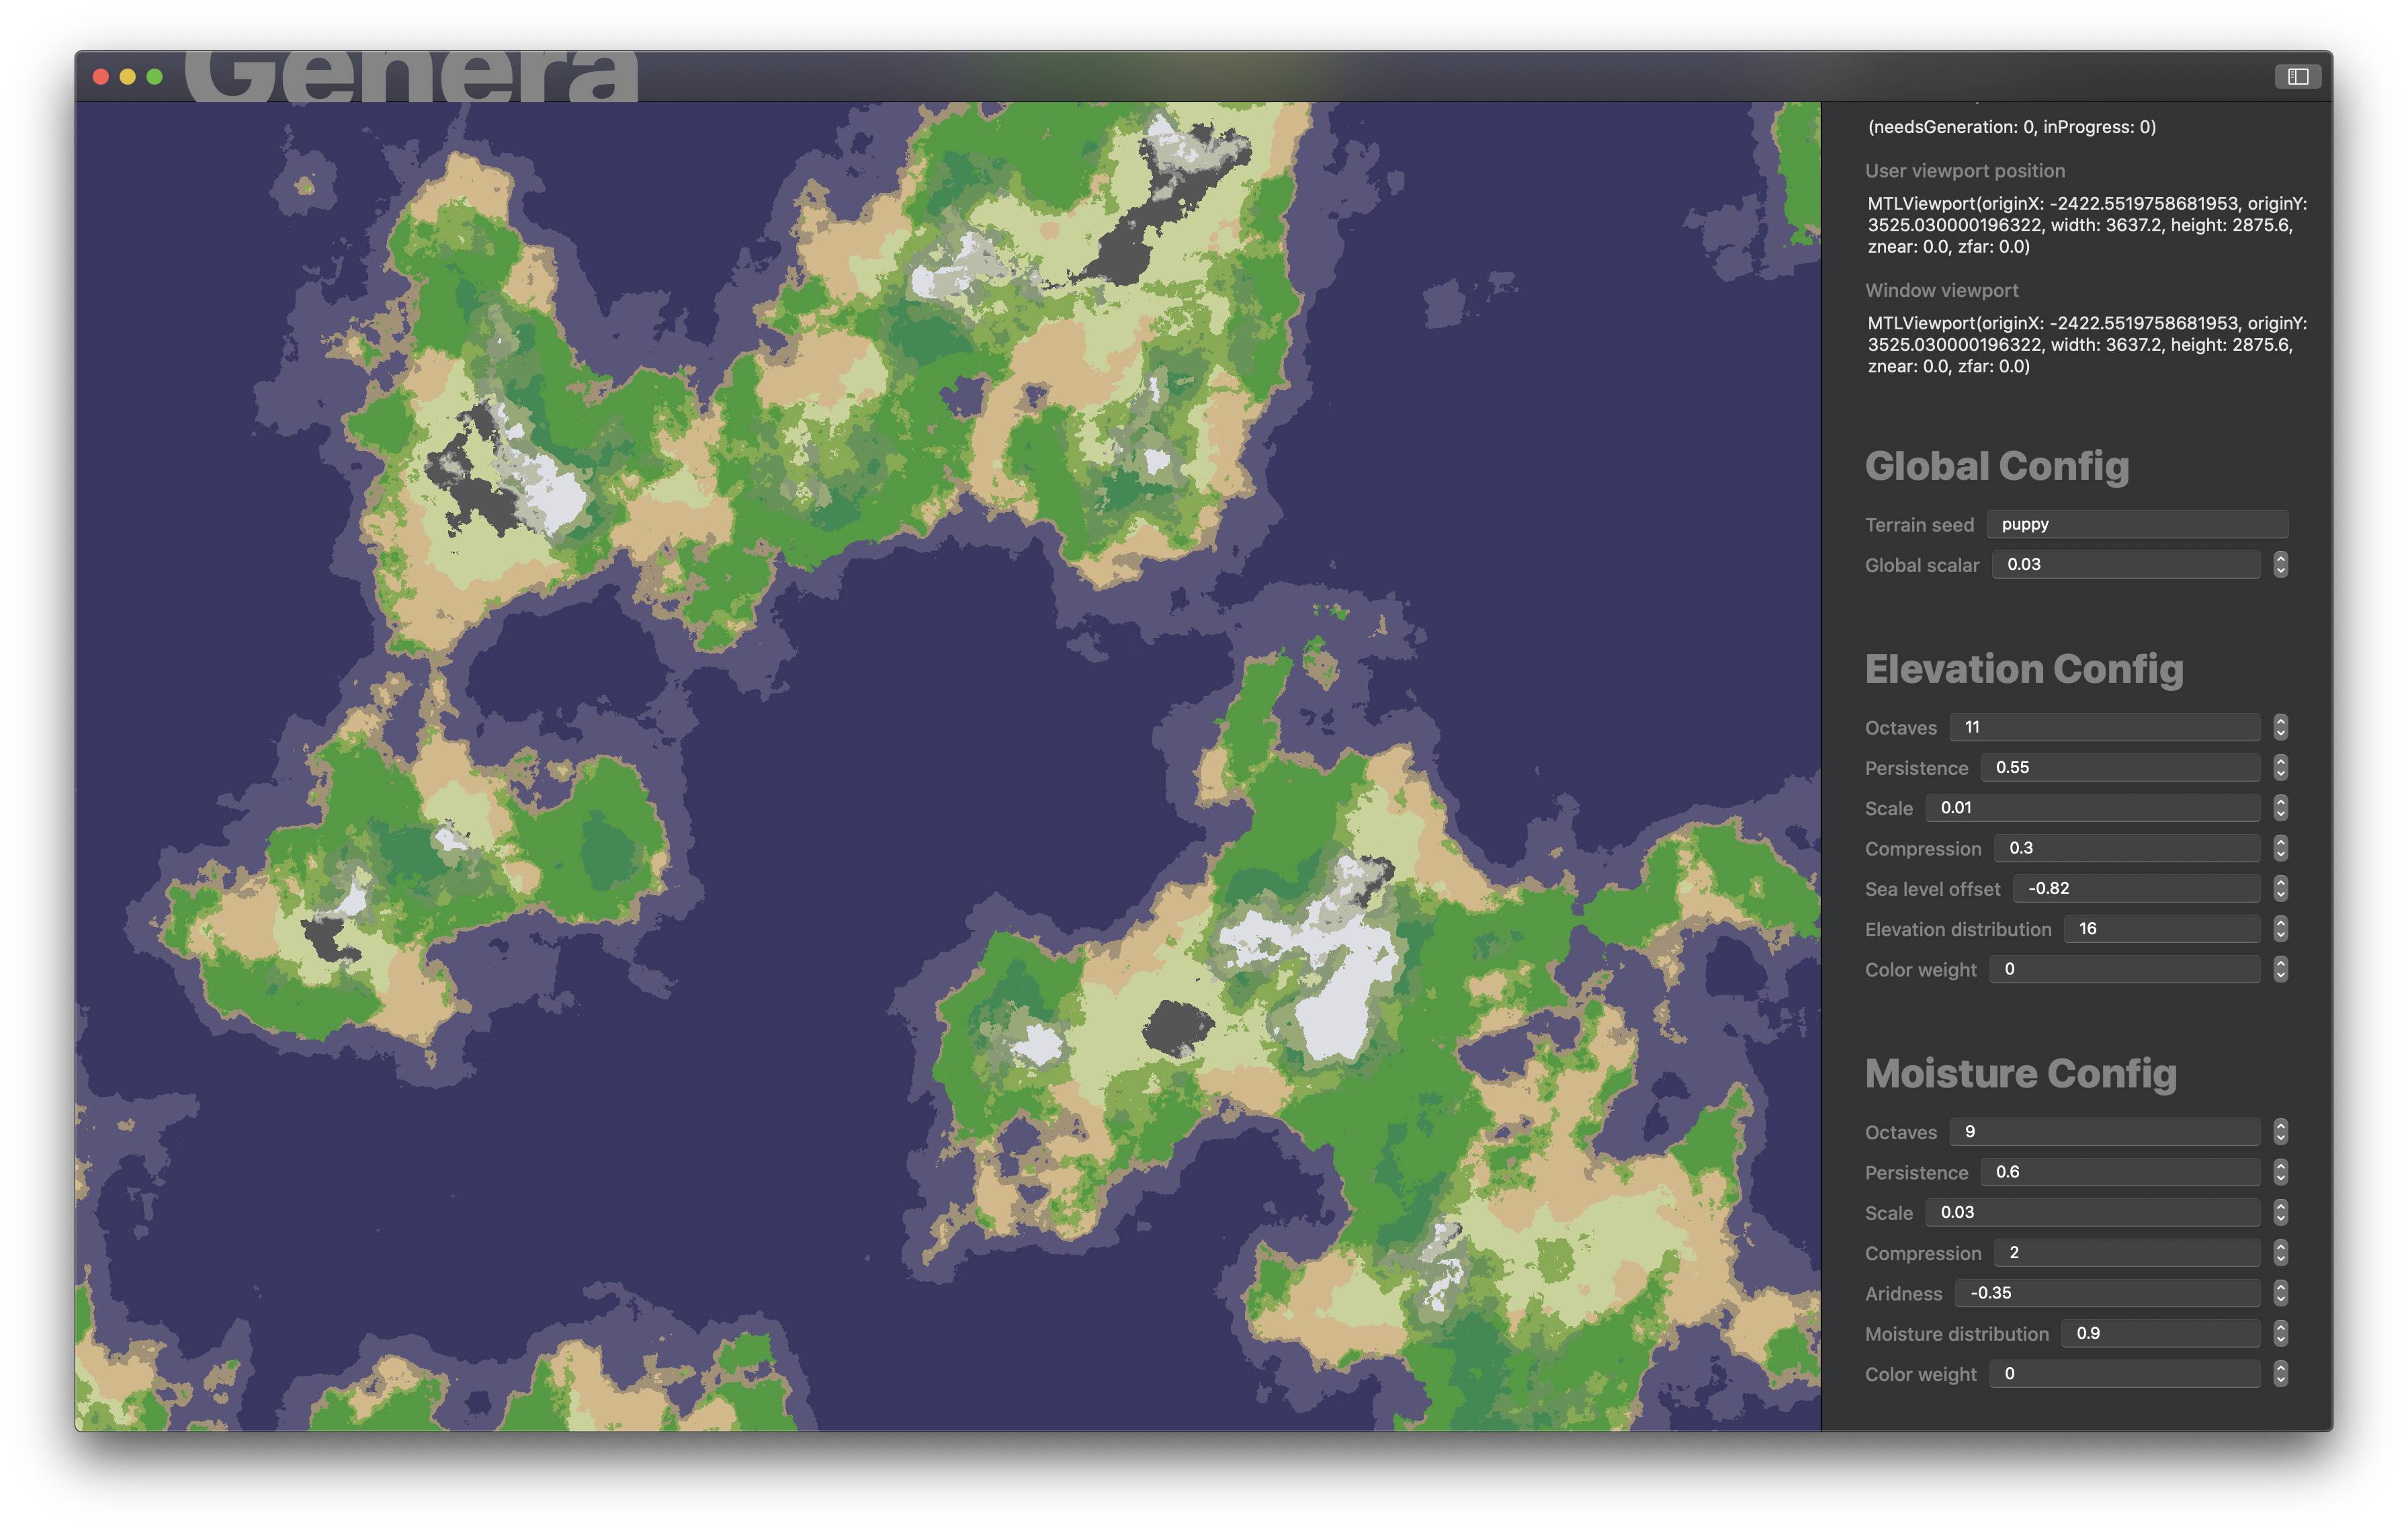 Genera
(needsGeneration: 0, inProgress: 0)
User viewport position
MTLViewport(originX: -2422.5519758681953, originY:
3525.030000196322, width: 3637.2, height: 2875.6,
znear: 0.0, zfar: 0.0)
Window viewport
MTLViewport(originX: -2422.5519758681953, originY:
3525.030000196322, width: 3637.2, height: 2875.6,
znear: 0.0, zfar: 0.0)
Global Config
Terrain seed puppy
Global scalar 0.03
Elevation Config
Octaves 11
Persistence 0.55
Scale 0.01
Compression 0.3
Sea level offset -0.82
Elevation distribution 16
Color weight 0
Moisture Config
Octaves 9
Persistence 0.6
Scale 0.03
Compression 2
Aridness -0.35
Moisture distribution 0.9
Color weight 0